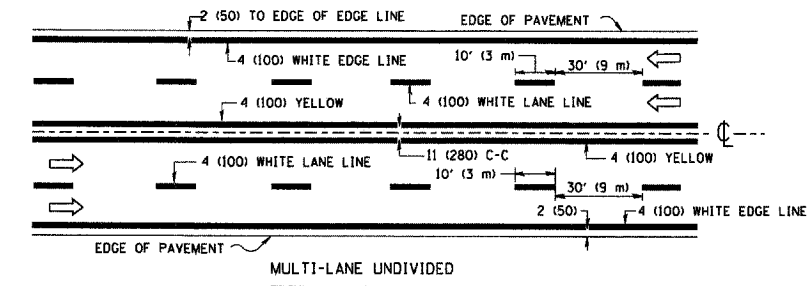 2 (50) TO EDGE OF EDGE LINE
EDGE OF PAVEMENT
4 (100) WHITE EDGE LINE
10' (3 m)
30' (9 m)
4 (100) YELLOW
4 (100) WHITE LANE LINE
℄
4 (100) WHITE LANE LINE
11 (280) C-C
4 (100) YELLOW
10' (3 m)
30' (9 m)
2 (50)
4 (100) WHITE EDGE LINE
EDGE OF PAVEMENT
MULTI-LANE UNDIVIDED